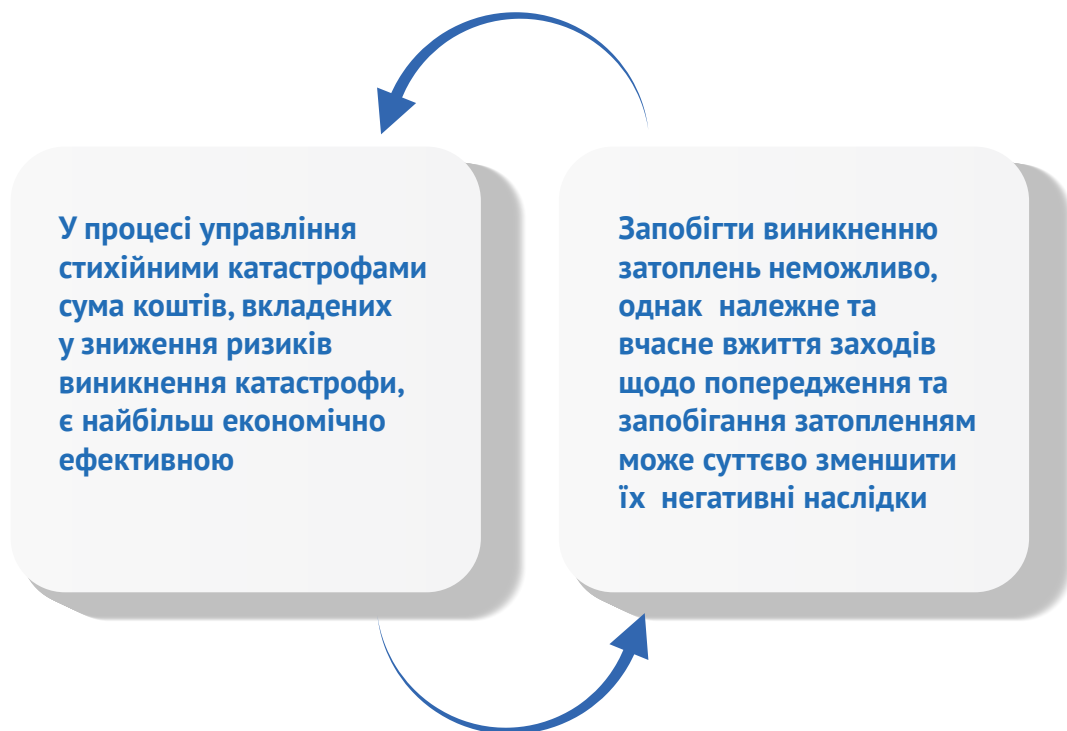 У процесі управління
стихійними катастрофами
сума коштів, вкладених
у зниження ризиків
виникнення катастрофи,
є найбільш економічно
ефективною
Запобігти виникненню
затоплень неможливо,
однак  належне та
вчасне вжиття заходів
щодо попередження та
запобігання затопленням
може суттєво зменшити
їх  негативні наслідки